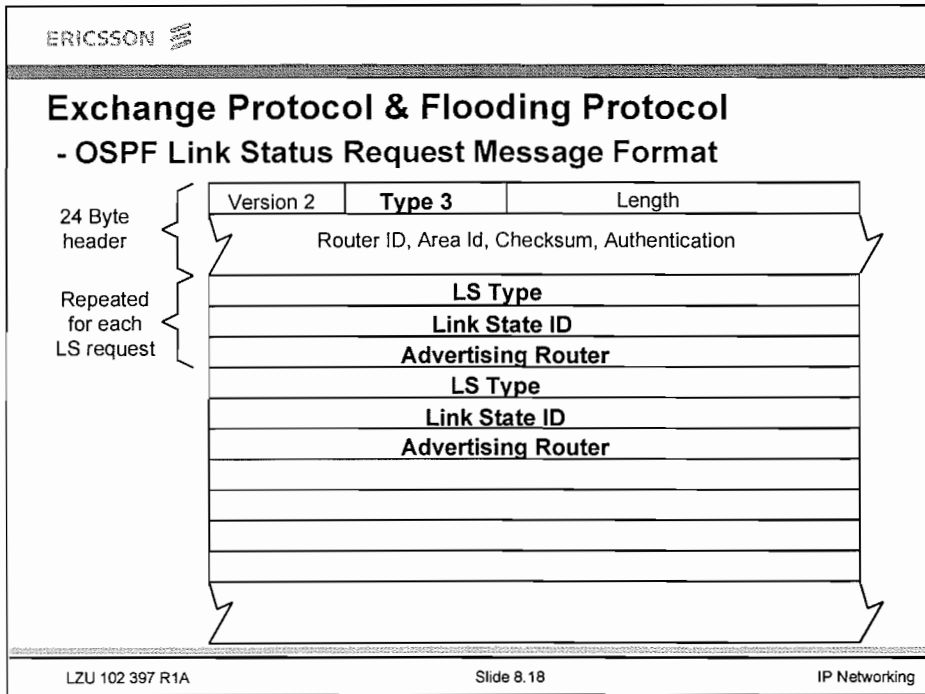 ERICSSON
Exchange Protocol & Flooding Protocol
- OSPF Link Status Request Message Format
24 Byte
header
Version 2
Type 3
Length
Router ID, Area Id, Checksum, Authentication
Repeated
for each
LS request
LS Type
Link State ID
Advertising Router
LS Type
Link State ID
Advertising Router
LZU 102 397 R1A
Slide 8.18
IP Networking